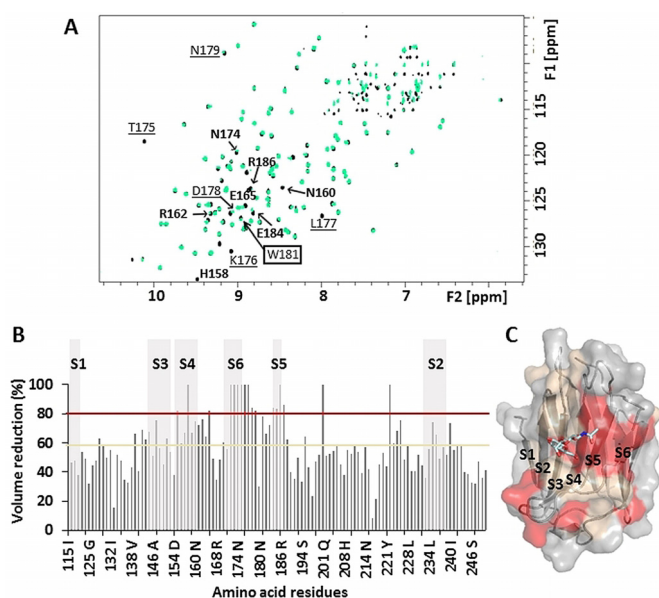 A
N179
T175
N174
R186
D178
E165
N160
R162
E184
L177
K176
W181
H158
115
120
125
130
F1 [ppm]
10 9 8 7 F2 [ppm]
B
S1 S3 S4 S6 S5 S2
Volume reduction (%)
100
80
60
40
20
0
115 I
125 G
132 I
138 V
146 A
154 D
160 N
168 R
174 N
180 N
186 R
194 S
201 Q
208 H
214 N
221 Y
228 L
234 L
240 I
246 S
Amino acid residues
C
S1
S2
S3
S4
S5
S6